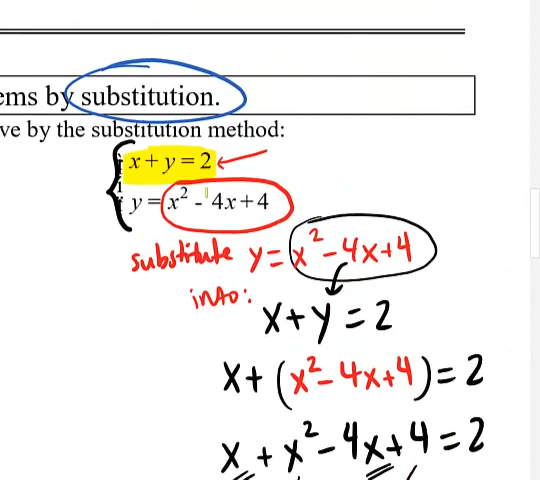 ems by substitution.
ve by the substitution method:
x + y = 2
y = x² - 4x + 4
substitute y = x² - 4x + 4
into:
x + y = 2
x + (x² - 4x + 4) = 2
x + x² - 4x + 4 = 2